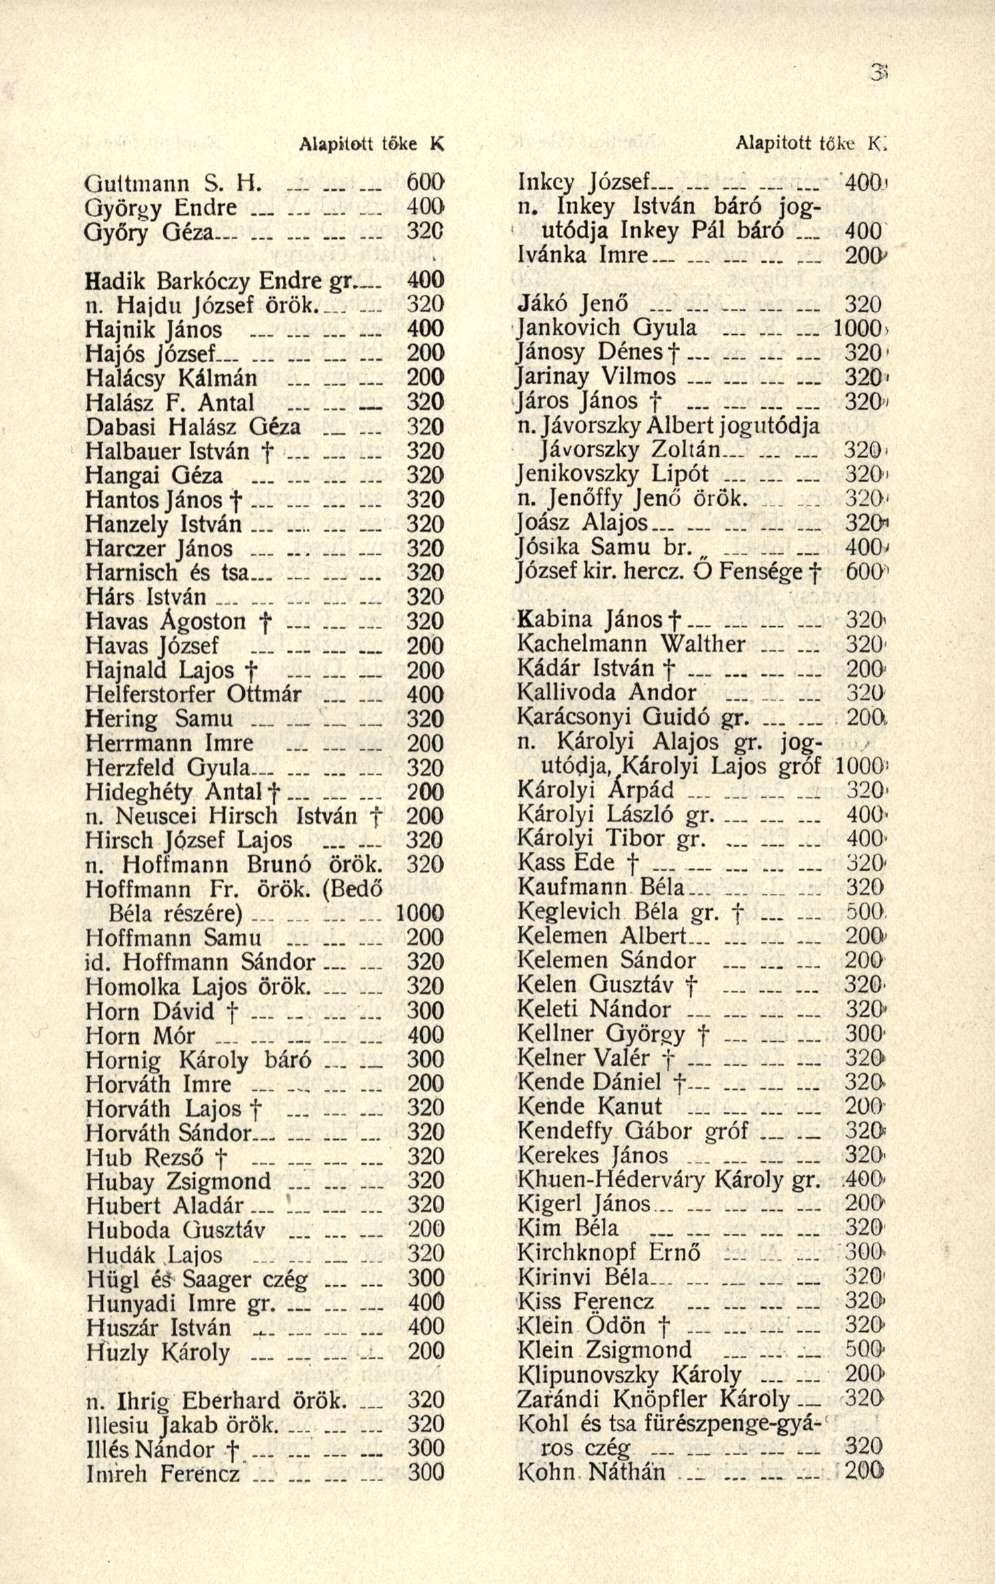 3
Alapitott tőke K
Guttmann S. H. 600
György Endre 400
Győry Géza 320
Hadik Barkóczy Endre gr. 400
n. Hajdu József örök. 320
Hajnik János 400
Hajós József 200
Halácsy Kálmán 200
Halász F. Antal 320
Dabasi Halász Géza 320
Halbauer István † 320
Hangai Géza 320
Hantos János † 320
Hanzely István 320
Harczer János 320
Harnisch és tsa 320
Hárs István 320
Havas Ágoston † 320
Havas József 200
Hajnald Lajos † 200
Helferstorfer Ottmár 400
Hering Samu 320
Herrmann Imre 200
Herzfeld Gyula 320
Hideghéty Antal † 200
n. Neuscei Hirsch István † 200
Hirsch József Lajos 320
n. Hoffmann Brunó örök. 320
Hoffmann Fr. örök. (Bedő
Béla részére) 1000
Hoffmann Samu 200
id. Hoffmann Sándor 320
Homolka Lajos örök. 320
Horn Dávid † 300
Horn Mór 400
Hornig Károly báró 300
Horváth Imre 200
Horváth Lajos † 320
Horváth Sándor 320
Hub Rezső † 320
Hubay Zsigmond 320
Hubert Aladár 320
Huboda Gusztáv 200
Hudák Lajos 320
Hügl és Saager czég 300
Hunyadi Imre gr. 400
Huszár István 400
Huzly Károly 200
n. Ihrig Eberhard örök. 320
Illesiu Jakab örök. 320
Illés Nándor † 300
Imreh Ferencz 300
Alapitott tőke K
Inkey József 400
n. Inkey István báró jog-
utódja Inkey Pál báró 400
Ivánka Imre 200
Jákó Jenő 320
Jankovich Gyula 1000
Jánosy Dénes † 320
Jarinay Vilmos 320
Járos János † 320
n. Jávorszky Albert jogutódja
Jávorszky Zoltán 320
Jenikovszky Lipót 320
n. Jenőffy Jenő örök. 320
Joász Alajos 320
Jósika Samu br. 400
József kir. hercz. Ő Fensége † 600
Kabina János † 320
Kachelmann Walther 320
Kádár István † 200
Kallivoda Andor 320
Karácsonyi Guidó gr. 200
n. Károlyi Alajos gr. jog-
utódja, Károlyi Lajos gróf 1000
Károlyi Árpád 320
Károlyi László gr. 400
Károlyi Tibor gr. 400
Kass Ede † 320
Kaufmann Béla 320
Keglevich Béla gr. † 500
Kelemen Albert 200
Kelemen Sándor 200
Kelen Gusztáv † 320
Keleti Nándor 320
Kellner György † 300
Kelner Valér † 320
Kende Dániel † 320
Kende Kanut 200
Kendeffy Gábor gróf 320
Kerekes János 320
Khuen-Héderváry Károly gr. 400
Kigerl János 200
Kim Béla 320
Kirchknopf Ernő 300
Kirinvi Béla 320
Kiss Ferencz 320
Klein Ödön † 320
Klein Zsigmond 500
Klipunovszky Károly 200
Zarándi Knöpfler Károly 320
Kohl és tsa fürészpenge-gyá-
ros czég 320
Kohn Náthán 200